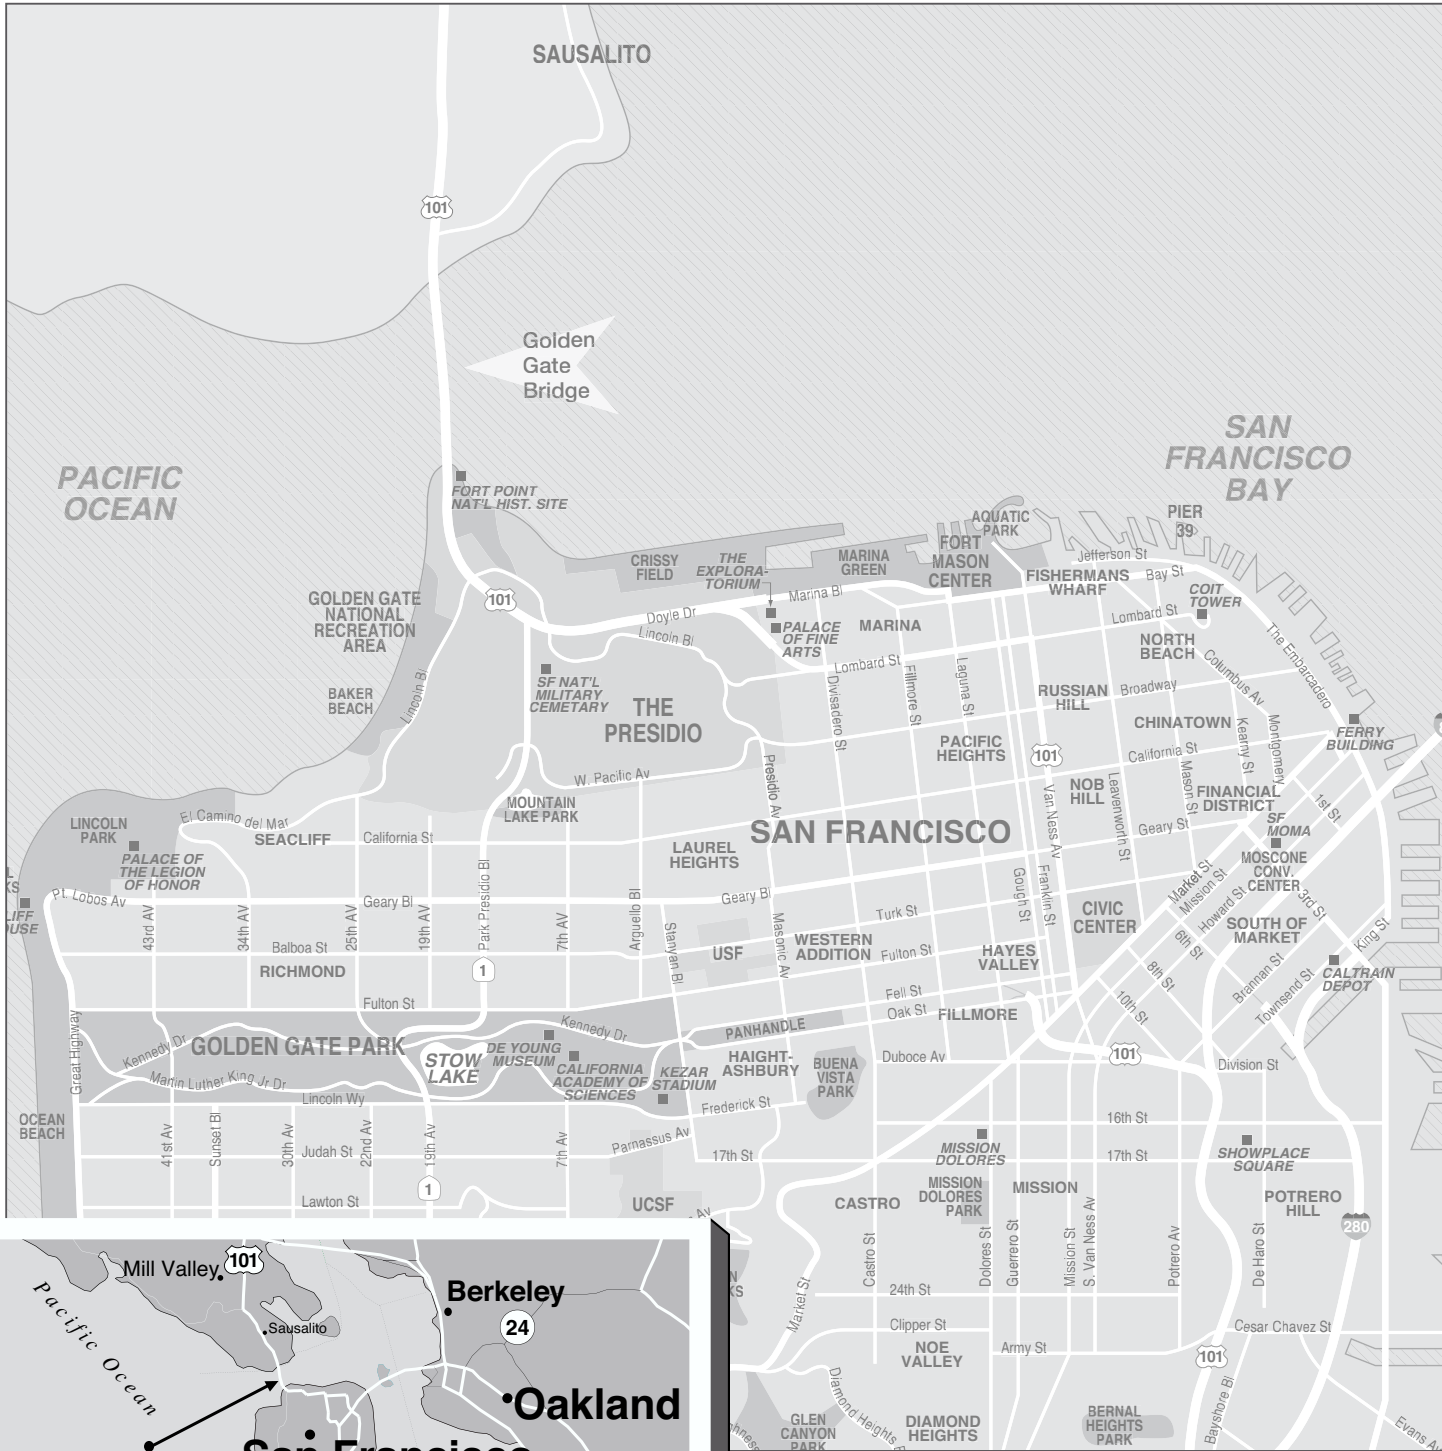 SAUSALITO
101
Golden
Gate
Bridge
PACIFIC
OCEAN
SAN
FRANCISCO
BAY
FORT POINT
NAT'L HIST. SITE
AQUATIC
PARK
PIER
39
CRISSY
FIELD
THE
EXPLORA-
TORIUM
MARINA
GREEN
FORT
MASON
CENTER
Jefferson St
FISHERMANS
WHARF
Bay St
COIT
TOWER
GOLDEN GATE
NATIONAL
RECREATION
AREA
101
Doyle Dr
Marina Bl
Lincoln Bl
PALACE
OF FINE
ARTS
MARINA
Lombard St
NORTH
BEACH
The Embarcadero
Lombard St
BAKER
BEACH
Lincoln Bl
SF NAT'L
MILITARY
CEMETARY
THE
PRESIDIO
Divisadero St
Fillmore St
Laguna St
RUSSIAN
HILL
Broadway
Columbus Av
CHINATOWN
Kearny St
Montgomery
FERRY
BUILDING
PACIFIC
HEIGHTS
101
California St
W. Pacific Av
Presidio Av
NOB
HILL
Leavenworth St
Mason St
FINANCIAL
DISTRICT
1st St
MOUNTAIN
LAKE PARK
Van Ness Av
SF
MOMA
LINCOLN
PARK
El Camino del Mar
SEACLIFF
California St
SAN FRANCISCO
Geary St
LAUREL
HEIGHTS
PALACE OF
THE LEGION
OF HONOR
MOSCONE
CONV.
CENTER
Market St
Mission St
Howard St
3rd St
Pt. Lobos Av
Geary Bl
Geary Bl
Gough St
Franklin St
CIVIC
CENTER
SOUTH OF
MARKET
King St
43rd AV
34th AV
25th AV
19th AV
Park Presidio Bl
7th AV
Arguello Bl
Stanyan Bl
Masonic Av
Turk St
Balboa St
USF
WESTERN
ADDITION
Fulton St
HAYES
VALLEY
6th St
8th St
10th St
Brannan St
Townsend St
CALTRAIN
DEPOT
RICHMOND
1
Fulton St
Fell St
Oak St
FILLMORE
Great Highway
Kennedy Dr
GOLDEN GATE PARK
Kennedy Dr
PANHANDLE
STOW
LAKE
DE YOUNG
MUSEUM
CALIFORNIA
ACADEMY OF
SCIENCES
KEZAR
STADIUM
HAIGHT-
ASHBURY
BUENA
VISTA
PARK
Duboce Av
101
Division St
Martin Luther King Jr Dr
Lincoln Wy
Frederick St
OCEAN
BEACH
41st Av
Sunset Bl
30th Av
Judah St
22nd Av
19th Av
7th Av
Parnassus Av
17th St
16th St
MISSION
DOLORES
17th St
SHOWPLACE
SQUARE
1
Lawton St
UCSF
Av
CASTRO
MISSION
DOLORES
PARK
MISSION
POTRERO
HILL
280
Castro St
Dolores St
Guerrero St
Mission St
S. Van Ness Av
Potrero Av
De Haro St
Market St
24th St
Clipper St
NOE
VALLEY
Army St
Cesar Chavez St
101
Bayshore Bl
Diamond Heights B
GLEN
CANYON
PARK
DIAMOND
HEIGHTS
BERNAL
HEIGHTS
PARK
Evans A
Mill Valley
101
Berkeley
24
Sausalito
Pacific Ocean
Oakland
San Francisco